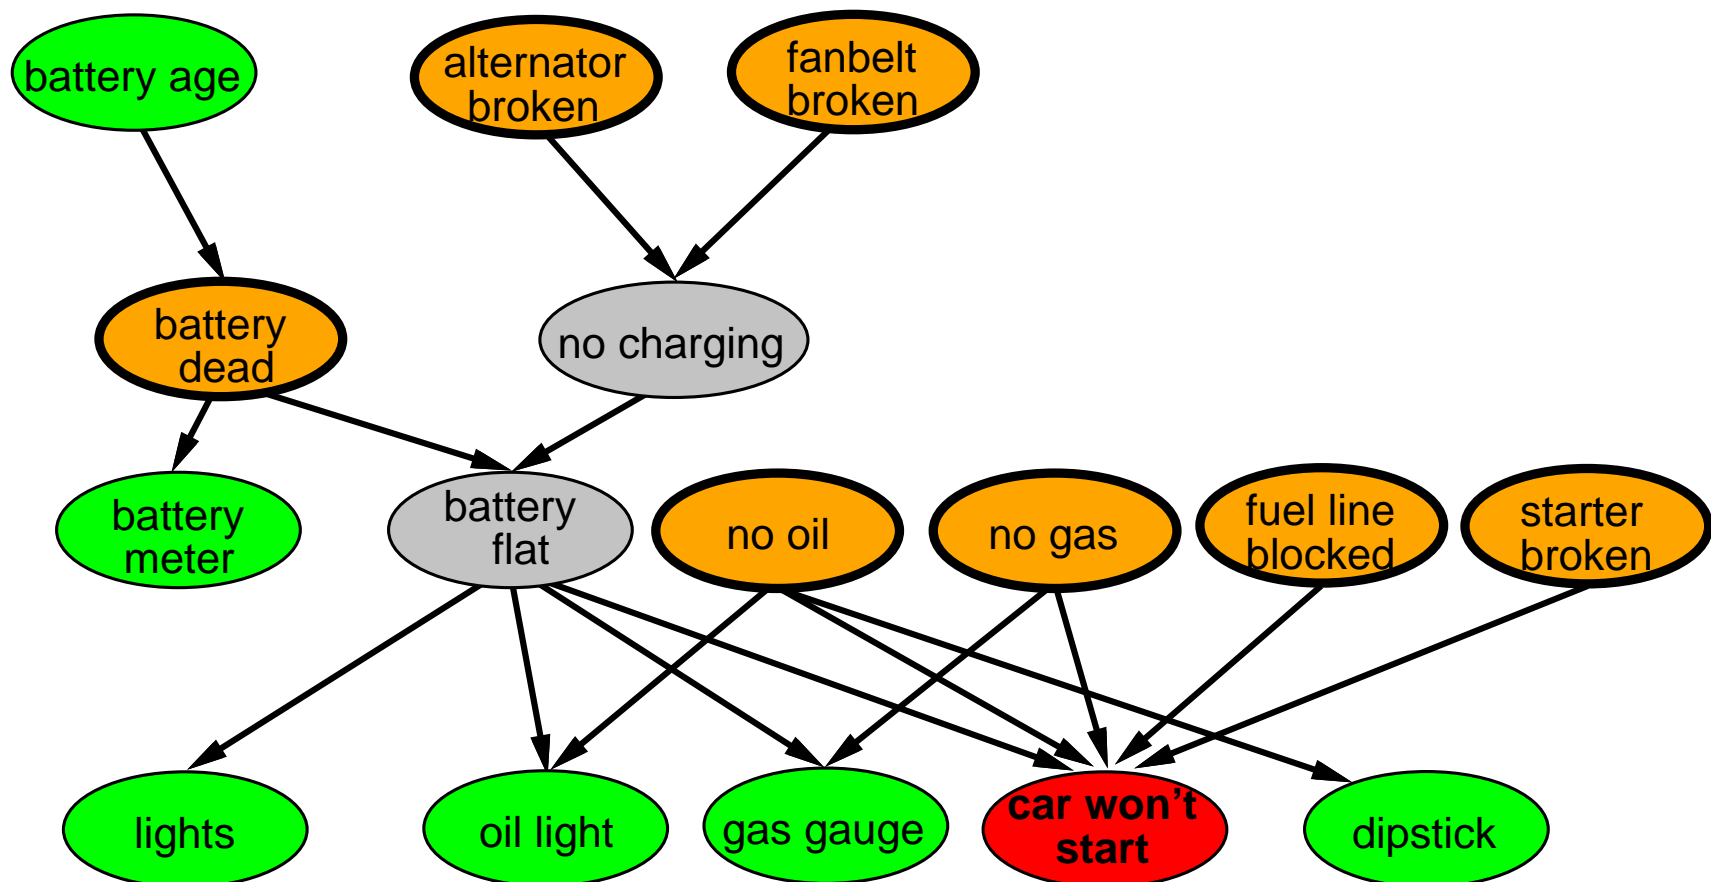 battery age
alternator
broken
fanbelt
broken
battery
dead
no charging
battery
meter
battery
flat
no oil
no gas
fuel line
blocked
starter
broken
lights
oil light
gas gauge
car won’t
start
dipstick